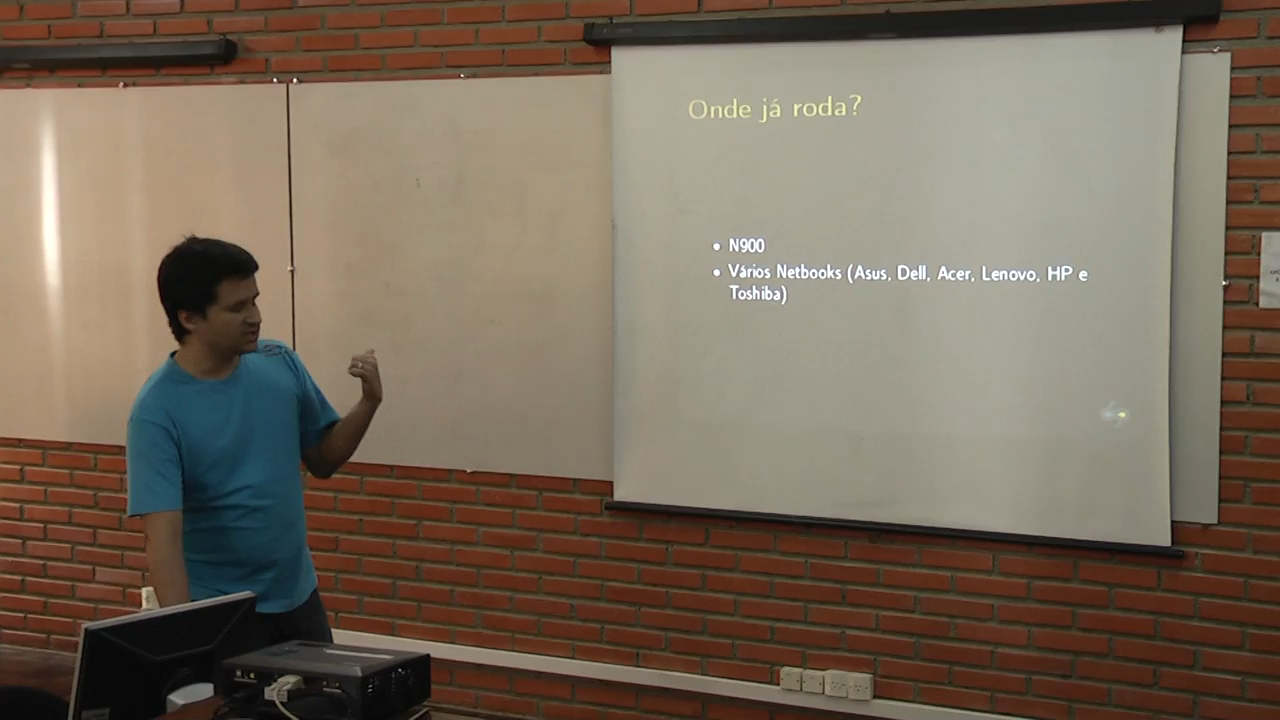 Onde já roda?
• N900
• Vários Netbooks (Asus, Dell, Acer, Lenovo, HP e
Toshiba)